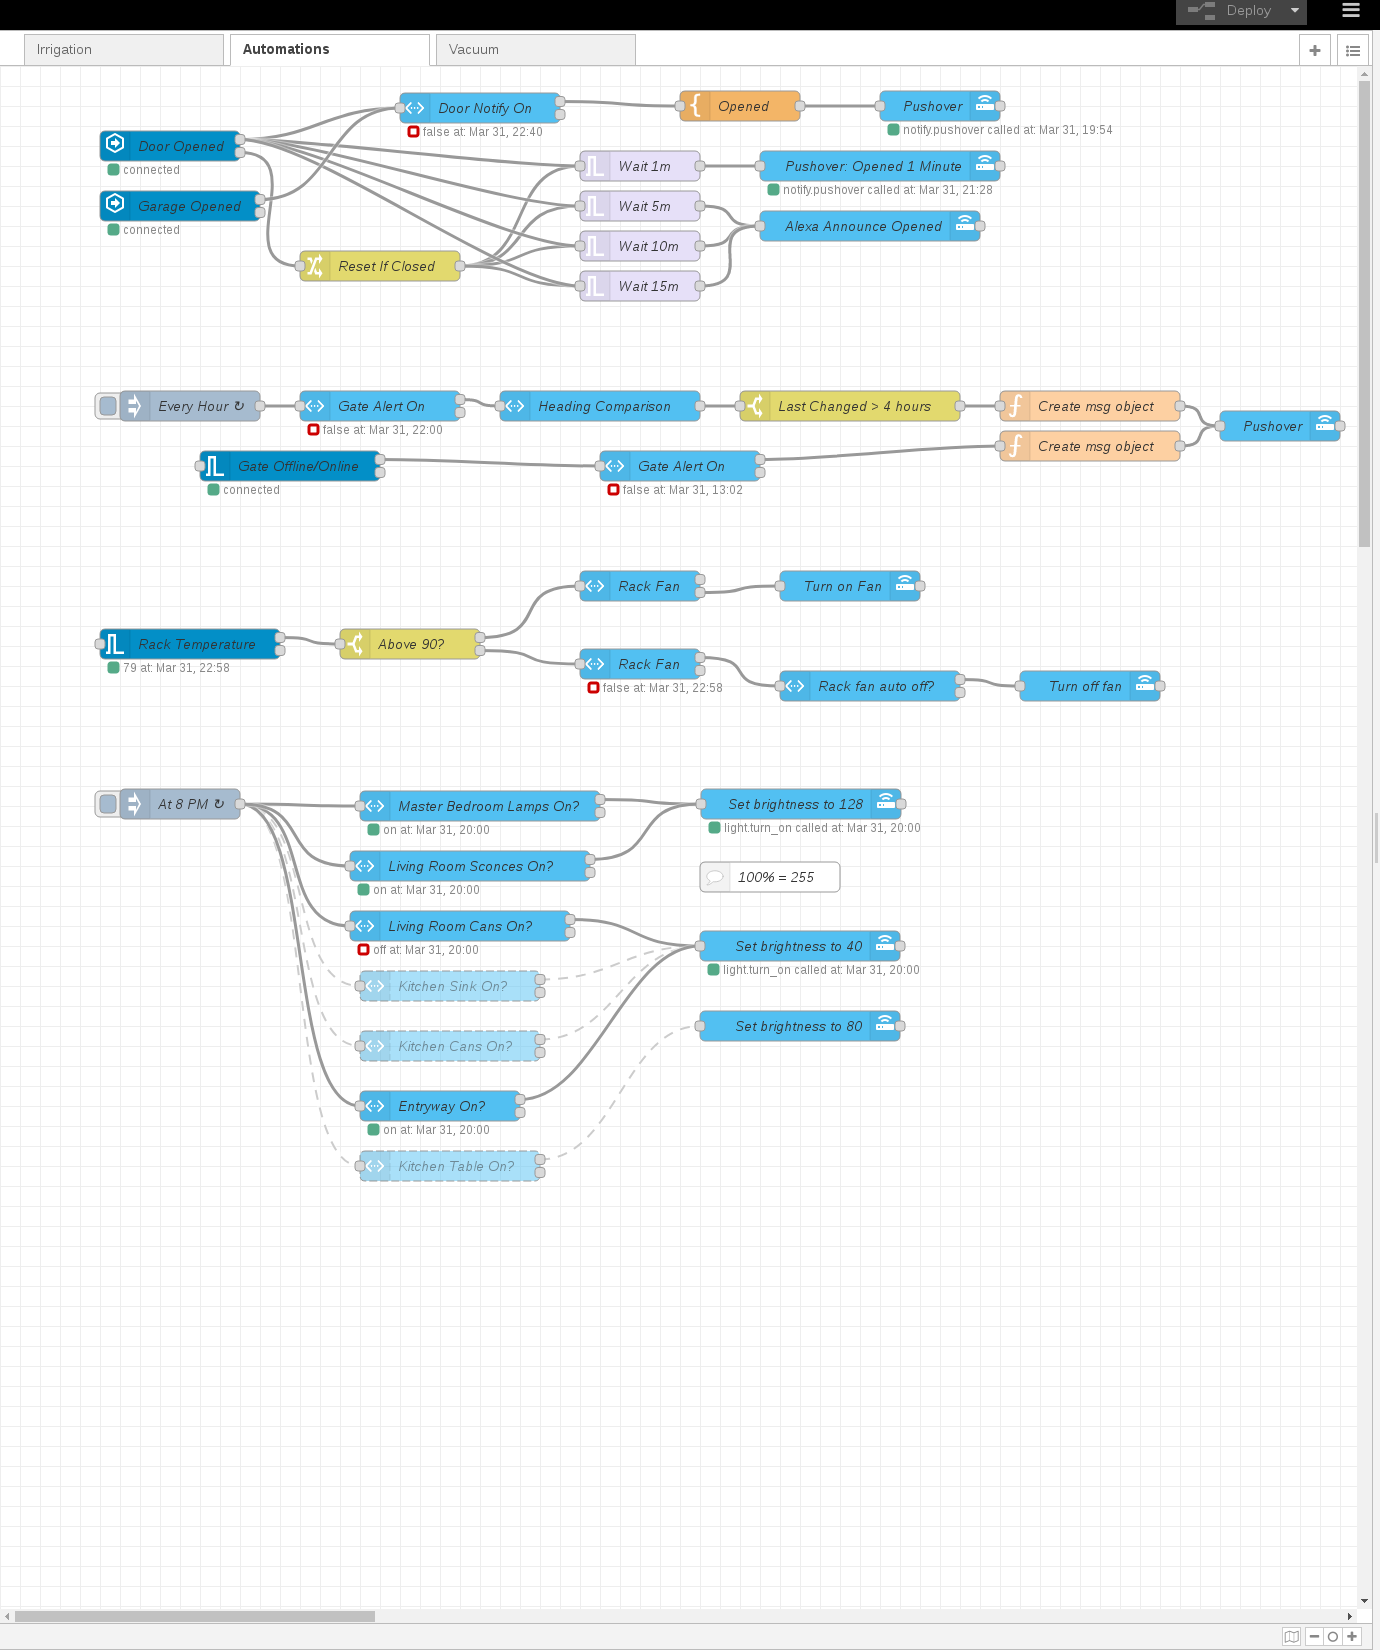 Deploy
Irrigation
Automations
Vacuum
Door Notify On
false at: Mar 31, 22:40
Opened
Pushover
notify.pushover called at: Mar 31, 19:54
Door Opened
connected
Wait 1m
Pushover: Opened 1 Minute
notify.pushover called at: Mar 31, 21:28
Garage Opened
connected
Wait 5m
Alexa Announce Opened
Wait 10m
Reset If Closed
Wait 15m
Every Hour ↻
Gate Alert On
false at: Mar 31, 22:00
Heading Comparison
Last Changed > 4 hours
Create msg object
Pushover
Create msg object
Gate Offline/Online
connected
Gate Alert On
false at: Mar 31, 13:02
Rack Fan
Turn on Fan
Rack Temperature
79 at: Mar 31, 22:58
Above 90?
Rack Fan
false at: Mar 31, 22:58
Rack fan auto off?
Turn off fan
At 8 PM ↻
Master Bedroom Lamps On?
on at: Mar 31, 20:00
Set brightness to 128
light.turn_on called at: Mar 31, 20:00
Living Room Sconces On?
on at: Mar 31, 20:00
100% = 255
Living Room Cans On?
off at: Mar 31, 20:00
Set brightness to 40
light.turn_on called at: Mar 31, 20:00
Kitchen Sink On?
Set brightness to 80
Kitchen Cans On?
Entryway On?
on at: Mar 31, 20:00
Kitchen Table On?